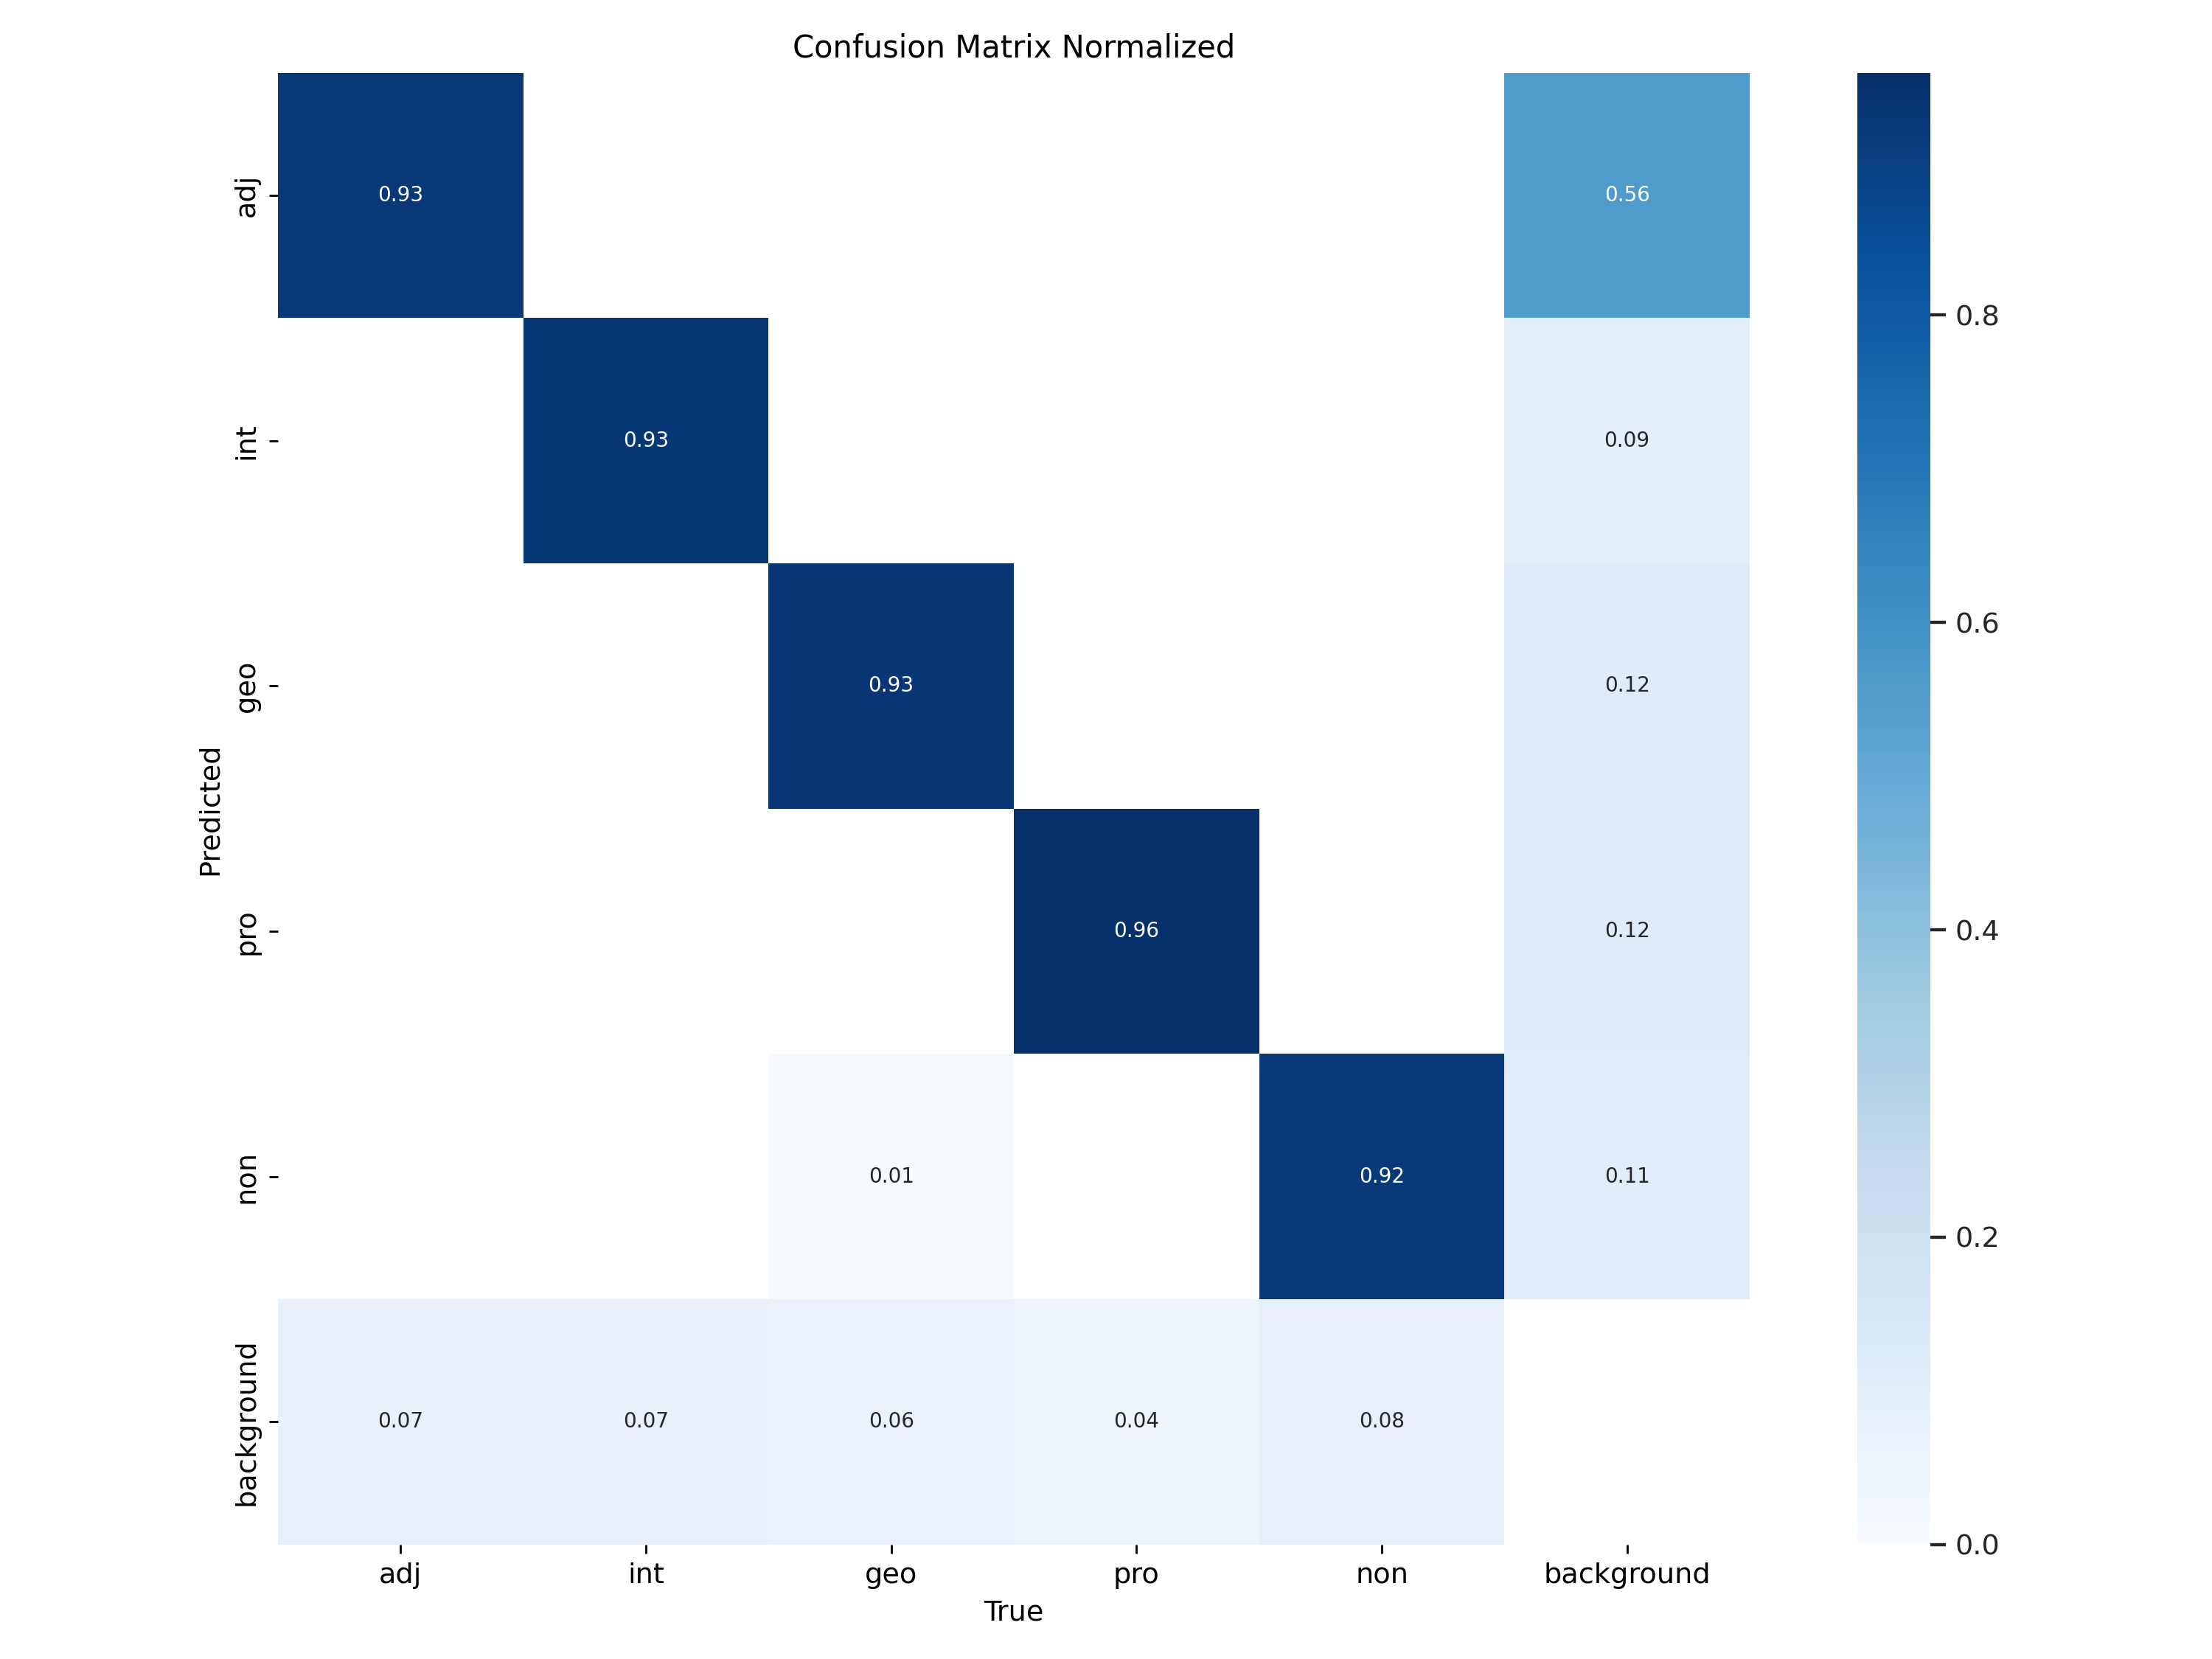 Confusion Matrix Normalized
adj 0.93 0.56
int 0.93 0.09
geo 0.93 0.12
pro 0.96 0.12
non 0.01 0.92 0.11
background 0.07 0.07 0.06 0.04 0.08
adj int geo pro non background
True
Predicted
0.8
0.6
0.4
0.2
0.0